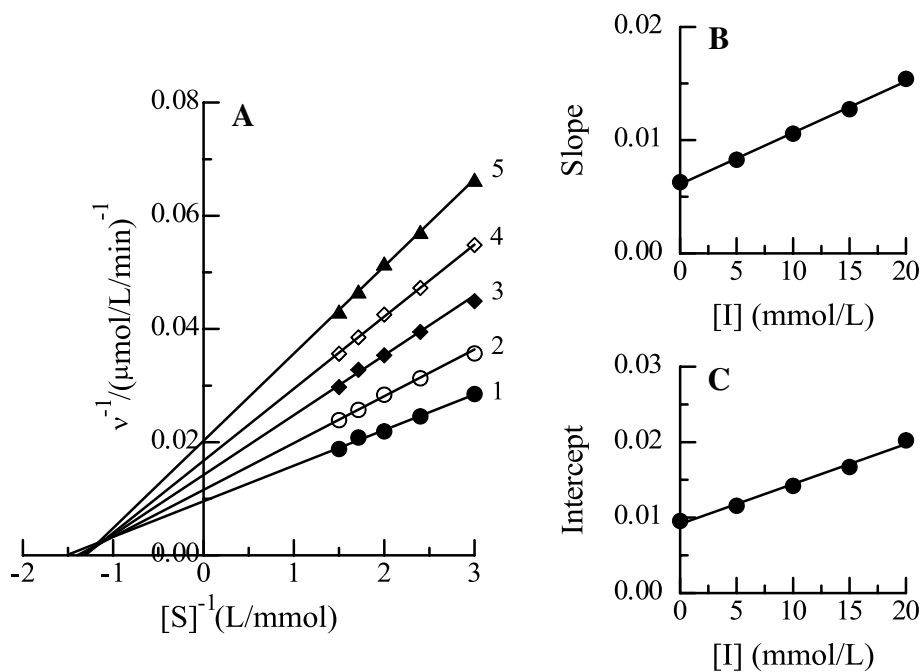 A
0.08
0.06
0.04
0.02
0.00
ν⁻¹/(μmol/L/min)⁻¹
5
4
3
2
1
-2 -1 0 1 2 3
[S]⁻¹(L/mmol)
B
0.02
0.01
0.00
Slope
0 5 10 15 20
[I] (mmol/L)
C
0.03
0.02
0.01
0.00
Intercept
0 5 10 15 20
[I] (mmol/L)